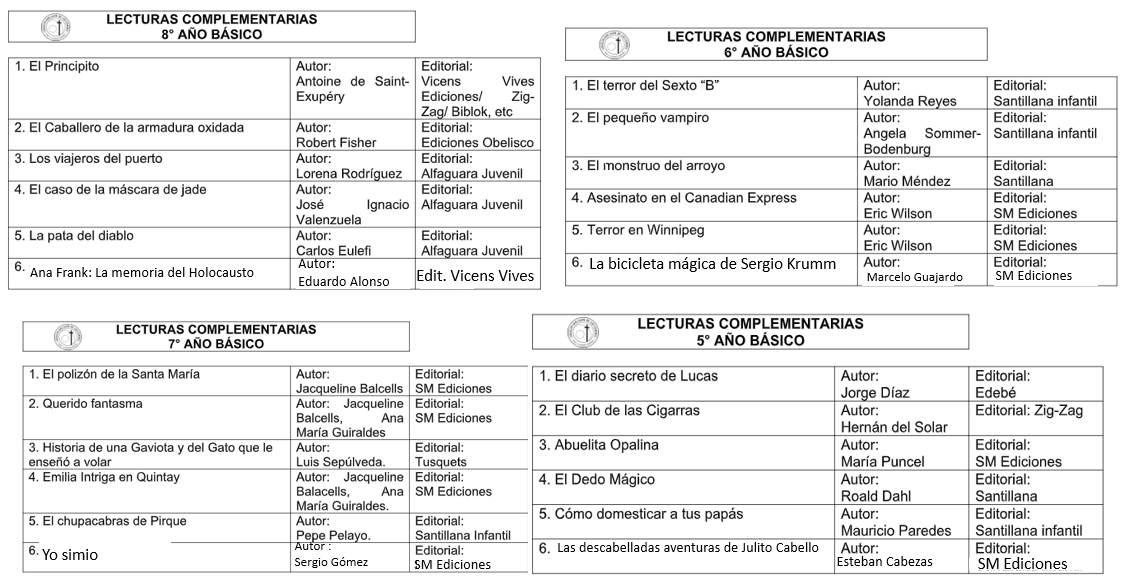 LECTURAS COMPLEMENTARIAS
8° AÑO BÁSICO
1. El Principito
Autor:
Antoine de Saint-
Exupéry
Editorial:
Vicens Vives
Ediciones/ Zig-
Zag/ Biblok, etc
2. El Caballero de la armadura oxidada
Autor:
Robert Fisher
Editorial:
Ediciones Obelisco
3. Los viajeros del puerto
Autor:
Lorena Rodríguez
Editorial:
Alfaguara Juvenil
4. El caso de la máscara de jade
Autor:
José Ignacio
Valenzuela
Editorial:
Alfaguara Juvenil
5. La pata del diablo
Autor:
Carlos Eulefi
Editorial:
Alfaguara Juvenil
6. Ana Frank: La memoria del Holocausto
Autor:
Eduardo Alonso
Edit. Vicens Vives
LECTURAS COMPLEMENTARIAS
6° AÑO BÁSICO
1. El terror del Sexto “B”
Autor:
Yolanda Reyes
Editorial:
Santillana infantil
2. El pequeño vampiro
Autor:
Angela Sommer-
Bodenburg
Editorial:
Santillana infantil
3. El monstruo del arroyo
Autor:
Mario Méndez
Editorial:
Santillana
4. Asesinato en el Canadian Express
Autor:
Eric Wilson
Editorial:
SM Ediciones
5. Terror en Winnipeg
Autor:
Eric Wilson
Editorial:
SM Ediciones
6. La bicicleta mágica de Sergio Krumm
Autor:
Marcelo Guajardo
Editorial:
SM Ediciones
LECTURAS COMPLEMENTARIAS
7° AÑO BÁSICO
1. El polizón de la Santa María
Autor:
Jacqueline Balcells
Editorial:
SM Ediciones
2. Querido fantasma
Autor: Jacqueline
Balcells, Ana
María Guiraldes
Editorial:
SM Ediciones
3. Historia de una Gaviota y del Gato que le
enseñó a volar
Autor:
Luis Sepúlveda.
Editorial:
Tusquets
4. Emilia Intriga en Quintay
Autor: Jacqueline
Balacells, Ana
María Guiraldes.
Editorial:
SM Ediciones
5. El chupacabras de Pirque
Autor:
Pepe Pelayo.
Editorial:
Santillana Infantil
6. Yo simio
Autor :
Sergio Gómez
Editorial:
SM Ediciones
LECTURAS COMPLEMENTARIAS
5° AÑO BÁSICO
1. El diario secreto de Lucas
Autor:
Jorge Díaz
Editorial:
Edebé
2. El Club de las Cigarras
Autor:
Hernán del Solar
Editorial: Zig-Zag
3. Abuelita Opalina
Autor:
María Puncel
Editorial:
SM Ediciones
4. El Dedo Mágico
Autor:
Roald Dahl
Editorial:
Santillana
5. Cómo domesticar a tus papás
Autor:
Mauricio Paredes
Editorial:
Santillana infantil
6. Las descabelladas aventuras de Julito Cabello
Autor:
Esteban Cabezas
Editorial:
SM Ediciones